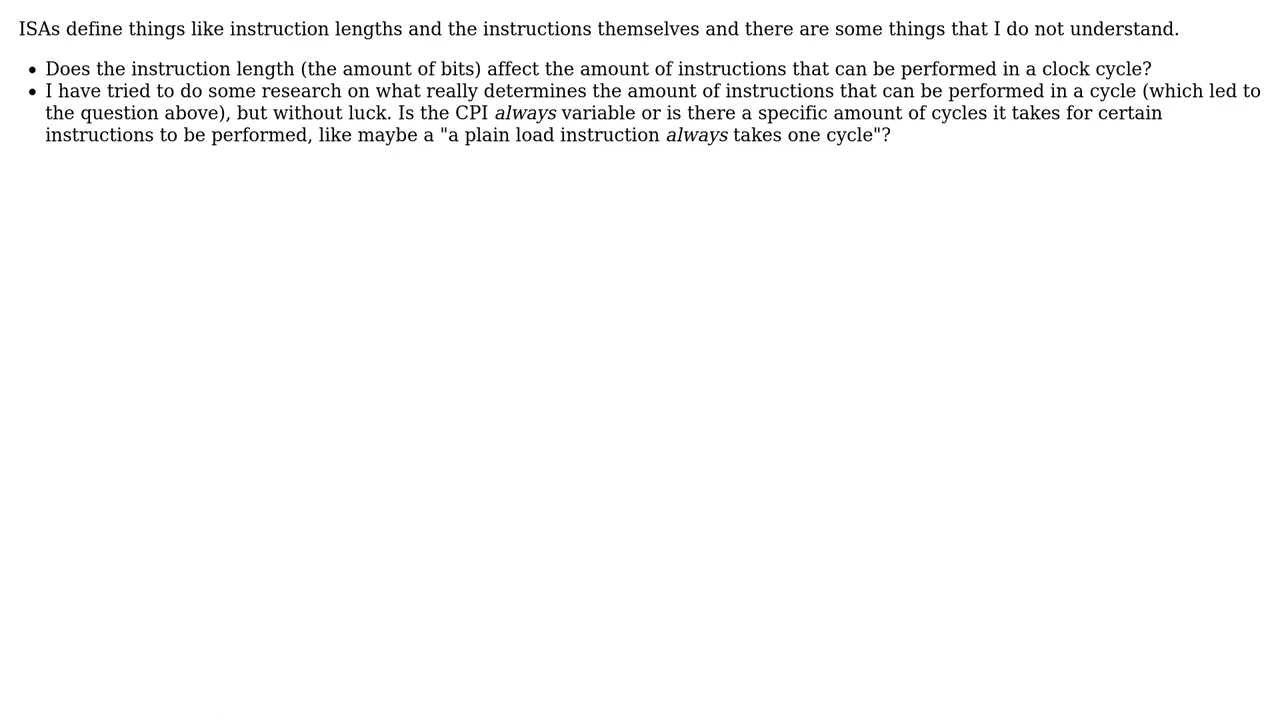 ISAs define things like instruction lengths and the instructions themselves and there are some things that I do not understand.
• Does the instruction length (the amount of bits) affect the amount of instructions that can be performed in a clock cycle?
• I have tried to do some research on what really determines the amount of instructions that can be performed in a cycle (which led to
the question above), but without luck. Is the CPI always variable or is there a specific amount of cycles it takes for certain
instructions to be performed, like maybe a "a plain load instruction always takes one cycle"?